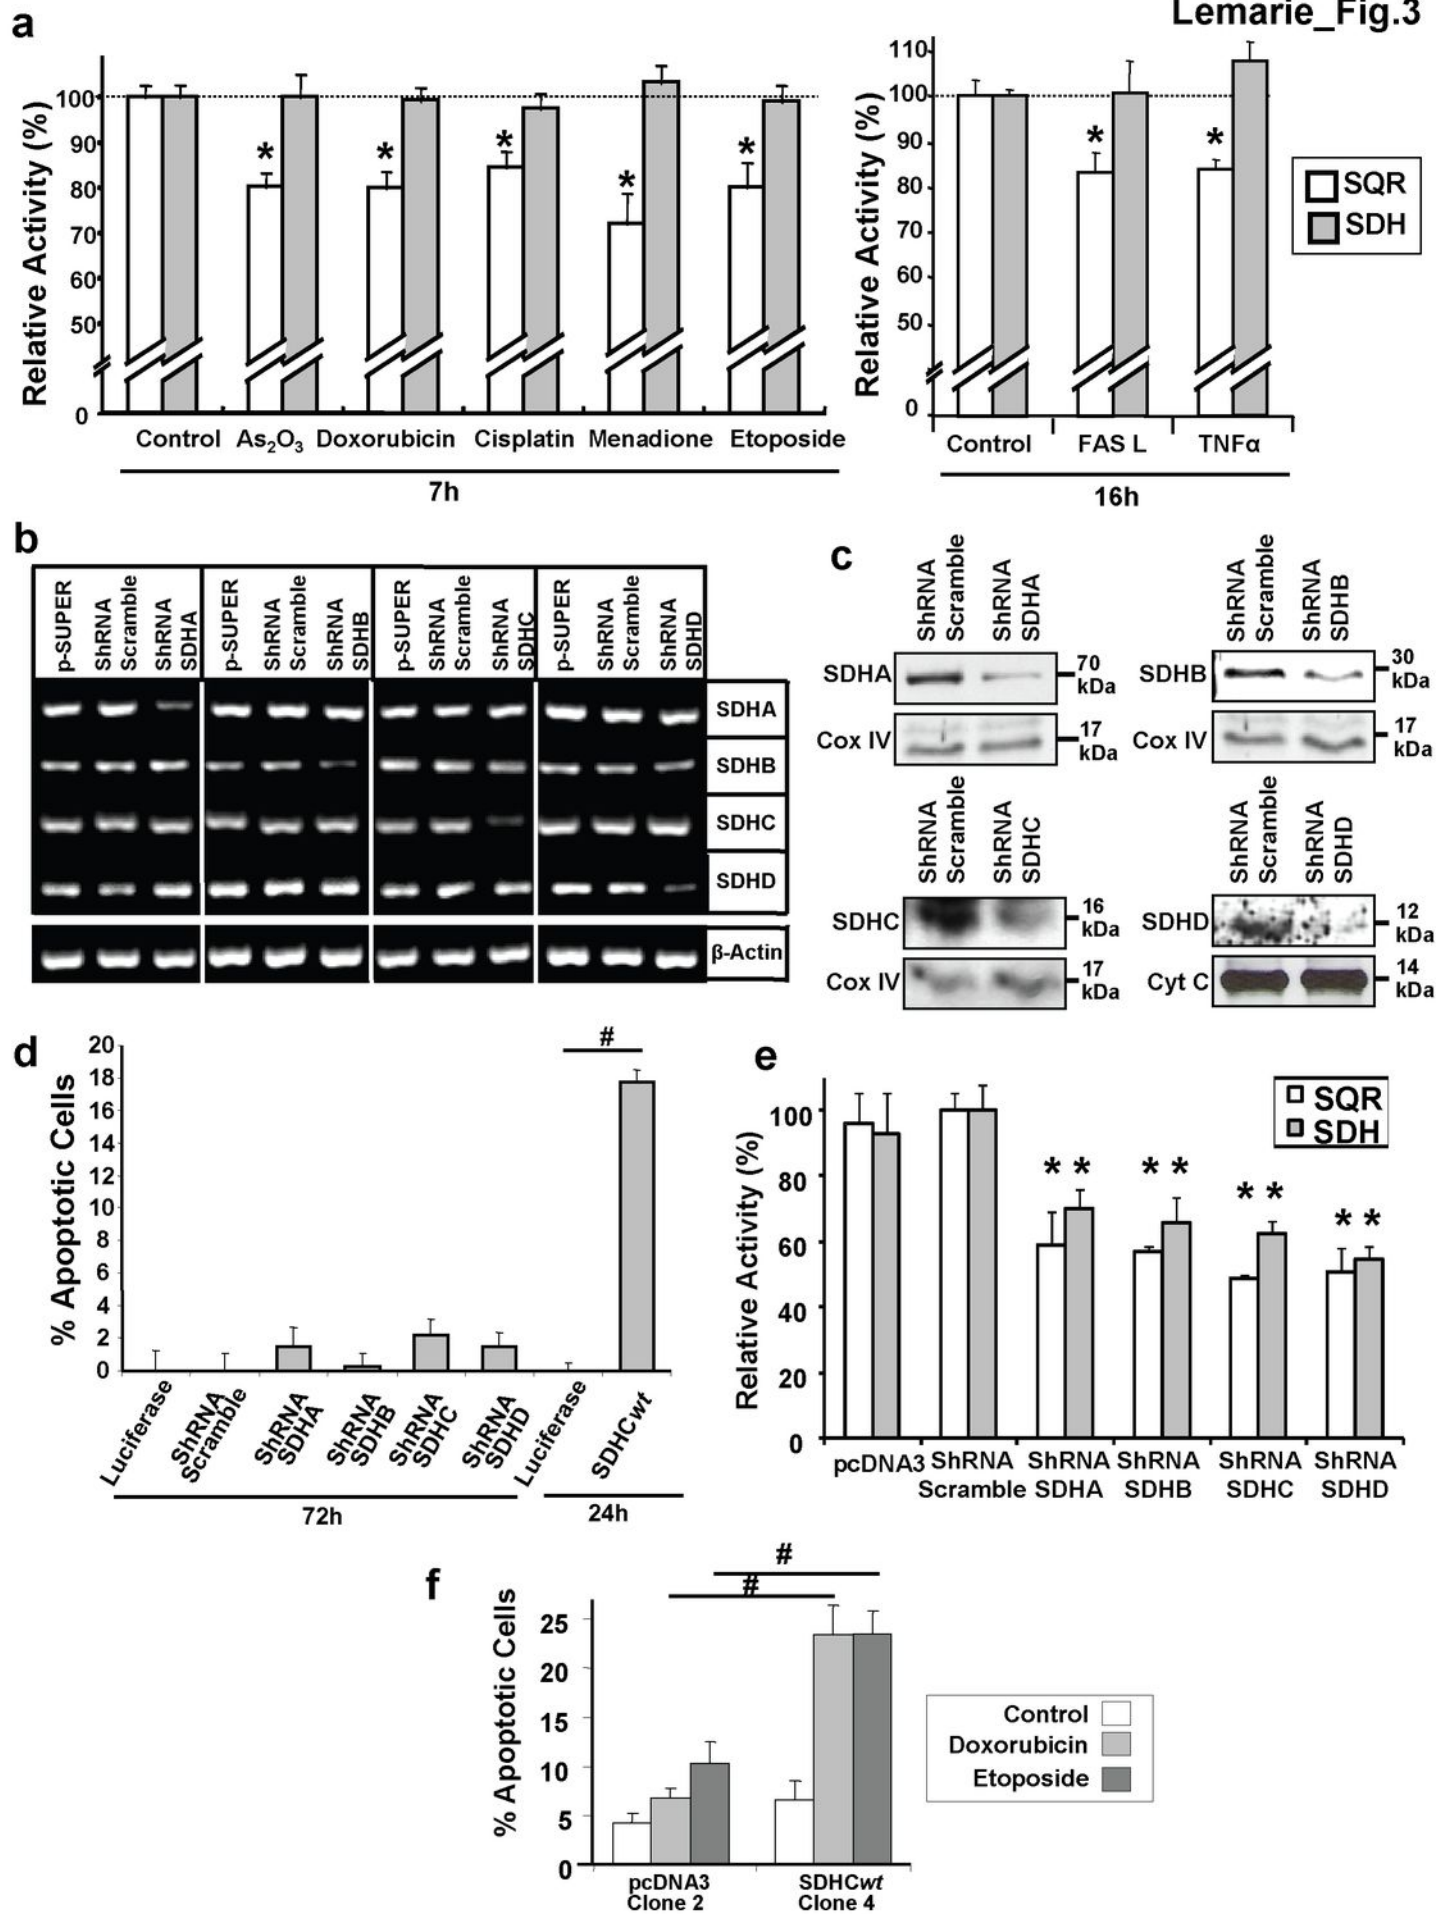 Lemarie_Fig.3
a
Relative Activity (%)
100
90
80
70
60
50
0
*
*
*
*
*
Control As₂O₃ Doxorubicin Cisplatin Menadione Etoposide
7h
Relative Activity (%)
110
100
90
80
70
60
50
0
*
*
Control FAS L TNFα
16h
SQR
SDH
b
p-SUPER
ShRNA
Scramble
ShRNA
SDHA
p-SUPER
ShRNA
Scramble
ShRNA
SDHB
p-SUPER
ShRNA
Scramble
ShRNA
SDHC
p-SUPER
ShRNA
Scramble
ShRNA
SDHD
SDHA
SDHB
SDHC
SDHD
β-Actin
c
ShRNA
Scramble
ShRNA
SDHA
SDHA
70
kDa
Cox IV
17
kDa
ShRNA
Scramble
ShRNA
SDHB
SDHB
30
kDa
Cox IV
17
kDa
ShRNA
Scramble
ShRNA
SDHC
SDHC
16
kDa
Cox IV
17
kDa
ShRNA
Scramble
ShRNA
SDHD
SDHD
12
kDa
Cyt C
14
kDa
d
% Apoptotic Cells
20
18
16
14
12
10
8
6
4
2
0
#
Luciferase
ShRNA
Scramble
ShRNA
SDHA
ShRNA
SDHB
ShRNA
SDHC
ShRNA
SDHD
Luciferase
SDHCwt
72h
24h
e
Relative Activity (%)
100
80
60
40
20
0
SQR
SDH
* *
* *
* *
* *
pcDNA3 ShRNA ShRNA ShRNA ShRNA ShRNA
Scramble SDHA SDHB SDHC SDHD
f
% Apoptotic Cells
25
20
15
10
5
0
#
#
pcDNA3
Clone 2
SDHCwt
Clone 4
Control
Doxorubicin
Etoposide